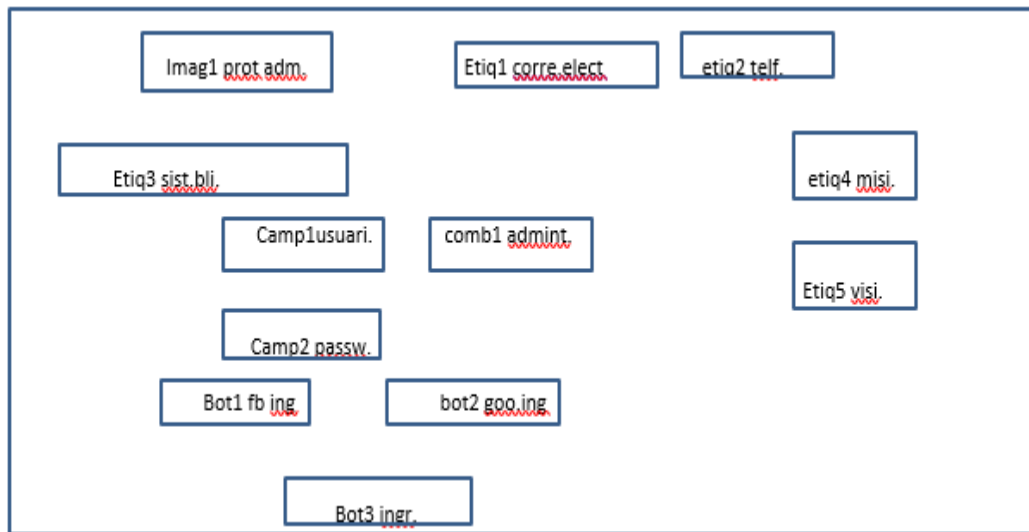 Imag1 prot adm.
Etiq1 corre.elect
etiq2 telf.
Etiq3 sist.bli.
etiq4 misi.
Camp1usuari.
comb1 admint.
Etiq5 visi.
Camp2 passw.
Bot1 fb ing
bot2 goo.ing
Bot3 ingr.